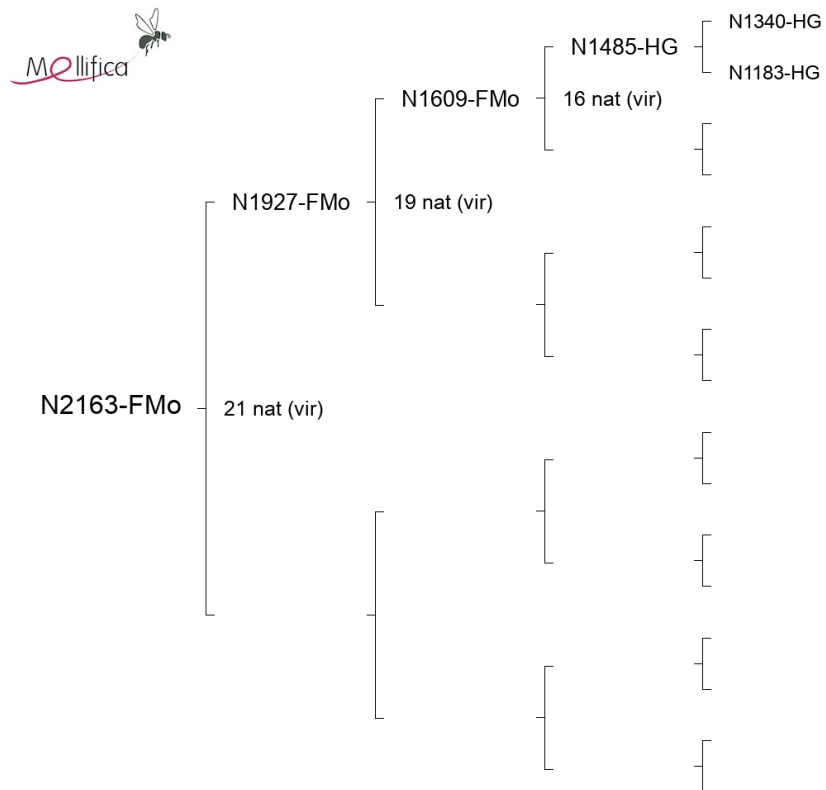 Mellifica
N1340-HG
N1485-HG
N1183-HG
N1609-FMo
16 nat (vir)
N1927-FMo
19 nat (vir)
N2163-FMo
21 nat (vir)